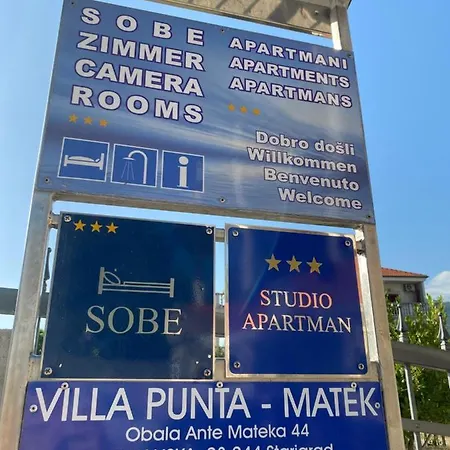 SOBE
ZIMMER
CAMERA
ROOMS
APARTMANI
APARTMENTS
APARTMANS
Dobro došli
Willkommen
Benvenuto
Welcome
i
SOBE
STUDIO
APARTMAN
VILLA PUNTA - MATEK
Obala Ante Mateka 44
Starigrad